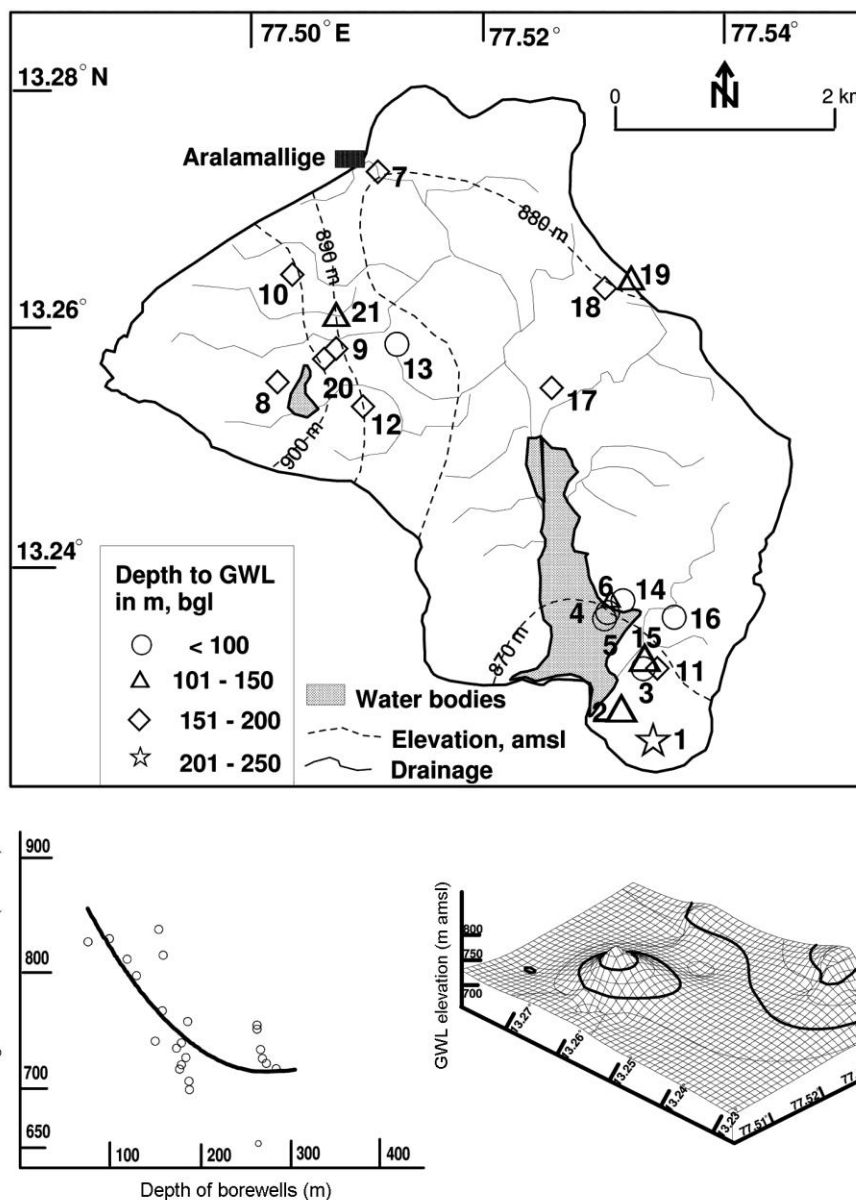 77.50° E
77.52°
77.54°
13.28° N
N
0
2 km
Aralamallige
7
880 m
890 m
19
18
10
13.26°
21
9
13
20
8
17
12
900 m
13.24°
Depth to GWL
in m, bgl
< 100
101 - 150
151 - 200
201 - 250
6
14
4
16
5
15
870 m
11
3
2
1
Water bodies
Elevation, amsl
Drainage
900
800
700
650
100
200
300
400
Depth of borewells (m)
GWL elevation (m amsl)
800
750
700
13.27°
13.26°
13.25°
13.24°
13.23°
77.51°
77.52°